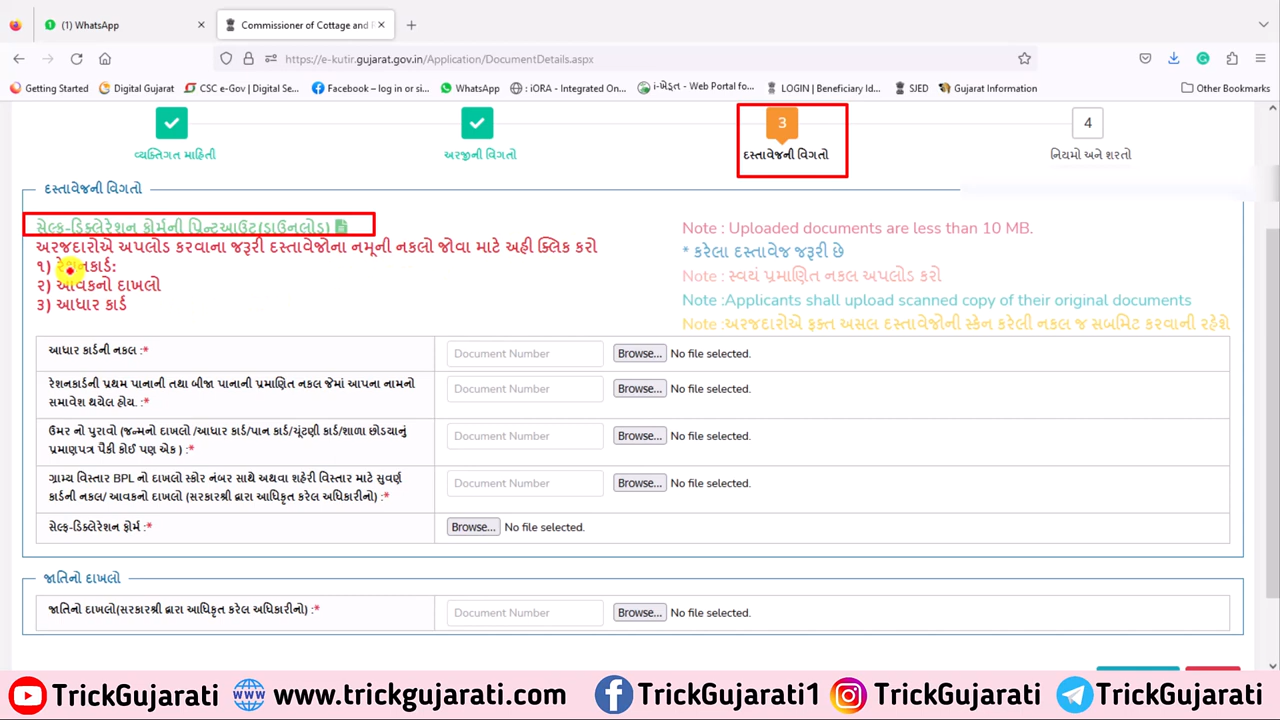 (1) WhatsApp
Commissioner of Cottage and
https://e-kutir.gujarat.gov.in/Application/DocumentDetails.aspx
Getting Started Digital Gujarat CSC e-Gov | Digital Se... Facebook – log in or si... WhatsApp : iORA - Integrated On... i-ખેડૂત - Web Portal fo... LOGIN | Beneficiary Id... SJED Gujarat Information Other Bookmarks
3 4
વ્યક્તિગત માહિતી અરજીની વિગતો દસ્તાવેજની વિગતો નિયમો અને શરતો
દસ્તાવેજની વિગતો
સેલ્ફ-ડિક્લેરેશન ફોર્મની પ્રિન્ટઆઉટ(ડાઉનલોડ)
Note : Uploaded documents are less than 10 MB.
અરજદારોએ અપલોડ કરવાના જરૂરી દસ્તાવેજોના નમૂની નકલો જોવા માટે અહી ક્લિક કરો
* કરેલા દસ્તાવેજ જરૂરી છે
૧) રેશનકાર્ડ:
Note : સ્વયં પ્રમાણિત નકલ અપલોડ કરો
૨) આવકનો દાખલો
Note :Applicants shall upload scanned copy of their original documents
૩) આધાર કાર્ડ
Note :અરજદારોએ ફક્ત અસલ દસ્તાવેજોની સ્કેન કરેલી નકલ જ સબમિટ કરવાની રહેશે
આધાર કાર્ડની નકલ :* Document Number Browse... No file selected.
રેશનકાર્ડની પ્રથમ પાનાની તથા બીજા પાનાની પ્રમાણિત નકલ જેમાં આપના નામનો
સમાવેશ થયેલ હોય. :*
Document Number Browse... No file selected.
ઉમર નો પુરાવો (જન્મનો દાખલો /આધાર કાર્ડ/પાન કાર્ડ/ચૂંટણી કાર્ડ/શાળા છોડયાનું
પ્રમાણપત્ર પૈકી કોઈ પણ એક ) :*
Document Number Browse... No file selected.
ગ્રામ્ય વિસ્તાર BPL નો દાખલો સ્કોર નંબર સાથે અથવા શહેરી વિસ્તાર માટે સુવર્ણ
કાર્ડની નકલ/ આવકનો દાખલો (સરકારશ્રી દ્વારા આધિકૃત કરેલ અધિકારીનો) :*
Document Number Browse... No file selected.
સેલ્ફ-ડિક્લેરેશન ફોર્મ :* Browse... No file selected.
જાતિનો દાખલો
જાતિનો દાખલો(સરકારશ્રી દ્વારા આધિકૃત કરેલ અધિકારીનો) :* Document Number Browse... No file selected.
TrickGujarati www.trickgujarati.com TrickGujarati1 TrickGujarati TrickGujarati